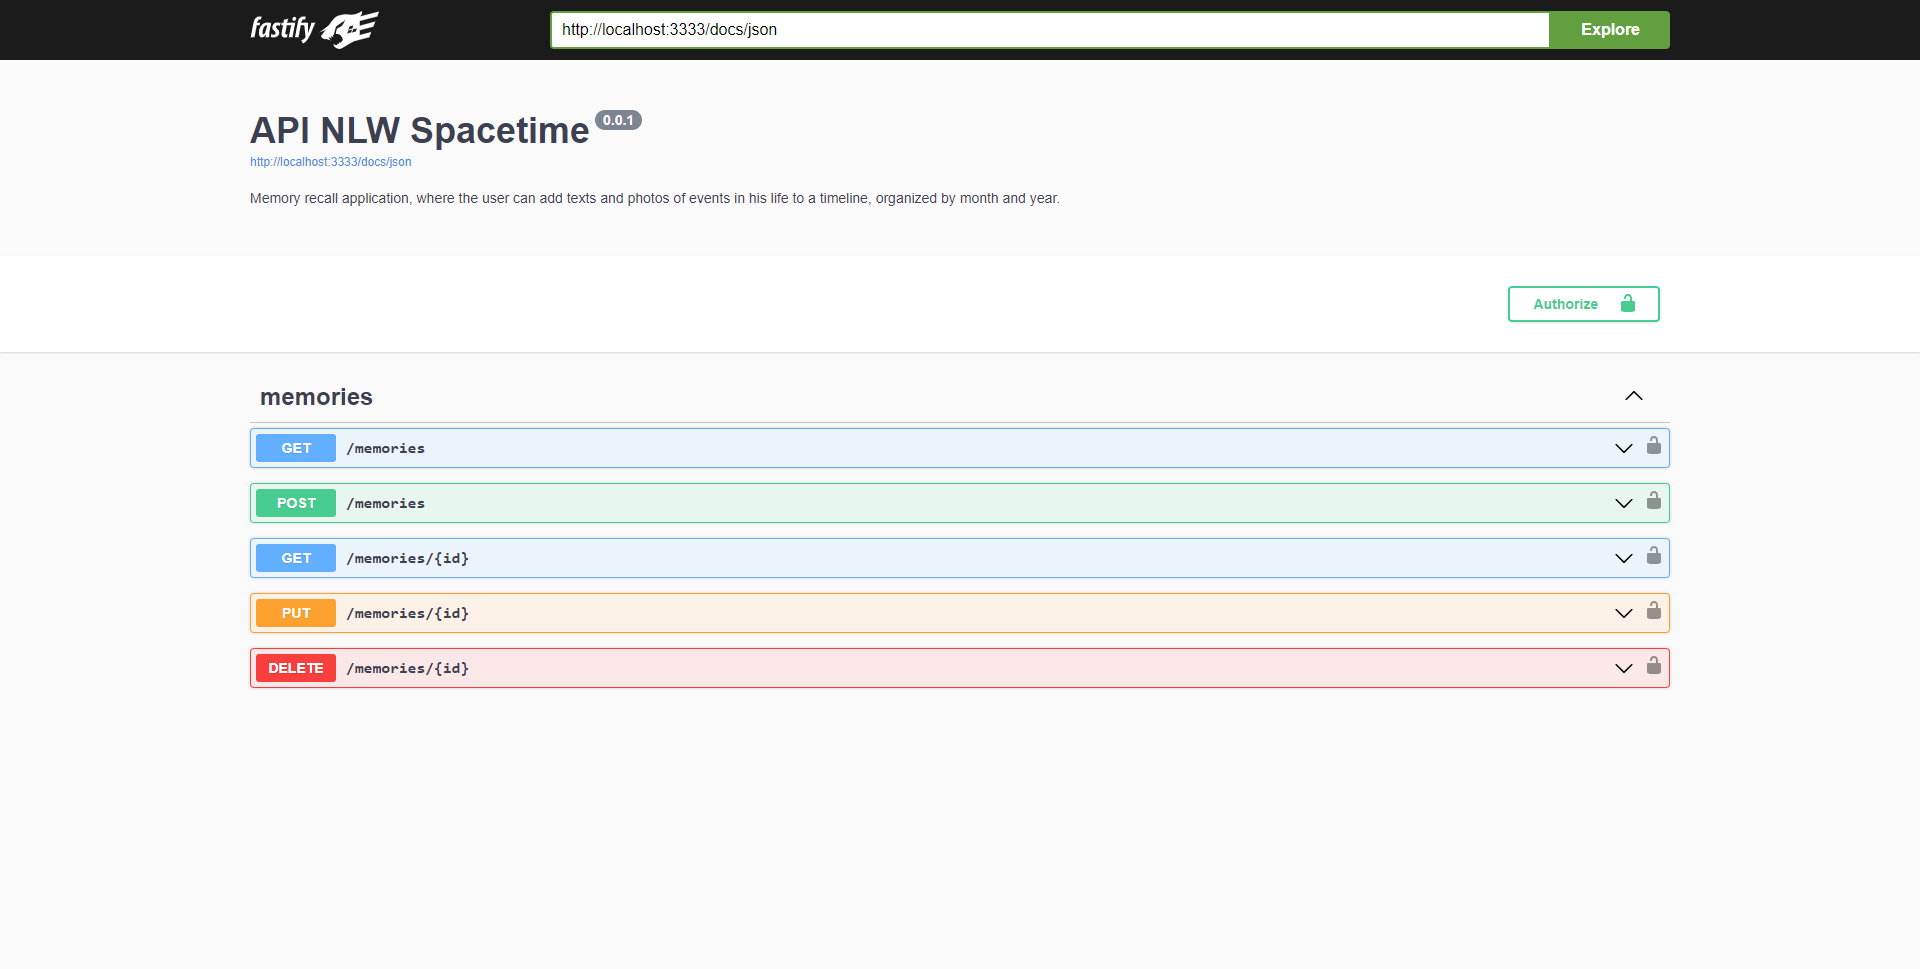 fastify
http://localhost:3333/docs/json
Explore
API NLW Spacetime 0.0.1
http://localhost:3333/docs/json
Memory recall application, where the user can add texts and photos of events in his life to a timeline, organized by month and year.
Authorize
memories
GET /memories
POST /memories
GET /memories/{id}
PUT /memories/{id}
DELETE /memories/{id}